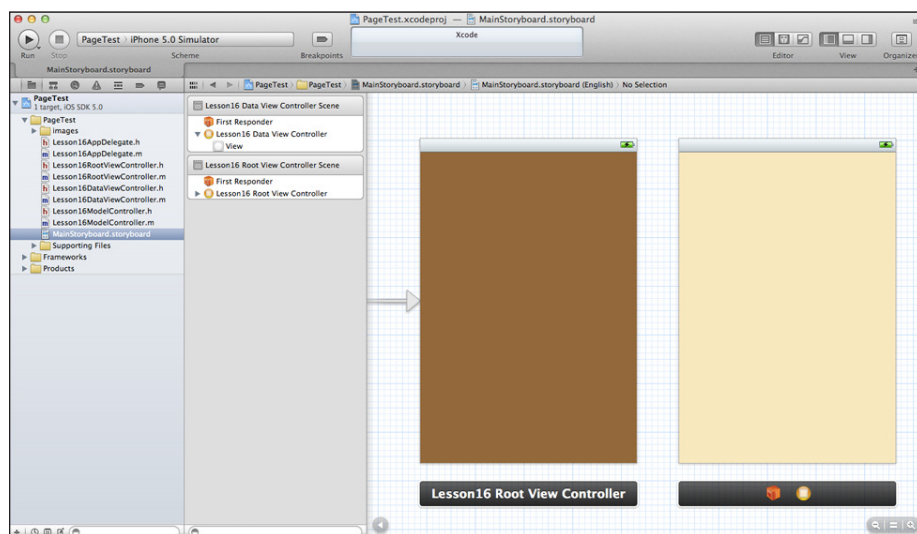 PageTest.xcodeproj — MainStoryboard.storyboard
PageTest › iPhone 5.0 Simulator
Xcode
Run Stop Scheme Breakpoints Editor View Organizer
MainStoryboard.storyboard
PageTest › PageTest › MainStoryboard.storyboard › MainStoryboard.storyboard (English) › No Selection
PageTest
1 target, iOS SDK 5.0
PageTest
images
Lesson16AppDelegate.h
Lesson16AppDelegate.m
Lesson16RootViewController.h
Lesson16RootViewController.m
Lesson16DataViewController.h
Lesson16DataViewController.m
Lesson16ModelController.h
Lesson16ModelController.m
MainStoryboard.storyboard
Supporting Files
Frameworks
Products
Lesson16 Data View Controller Scene
First Responder
Lesson16 Data View Controller
View
Lesson16 Root View Controller Scene
First Responder
Lesson16 Root View Controller
Lesson16 Root View Controller